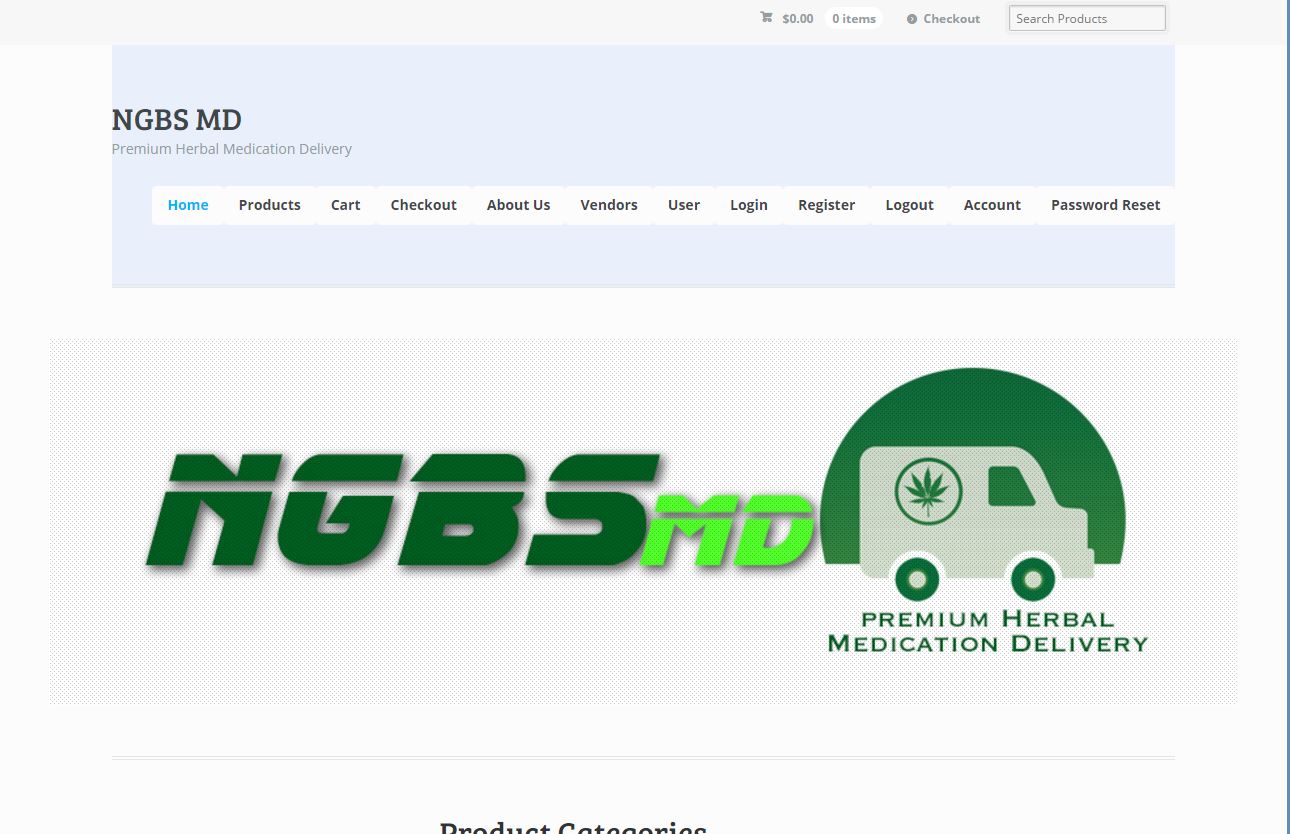 $0.00 0 items Checkout Search Products
NGBS MD
Premium Herbal Medication Delivery
Home Products Cart Checkout About Us Vendors User Login Register Logout Account Password Reset
NGBS MD
PREMIUM HERBAL
MEDICATION DELIVERY
Product Categories